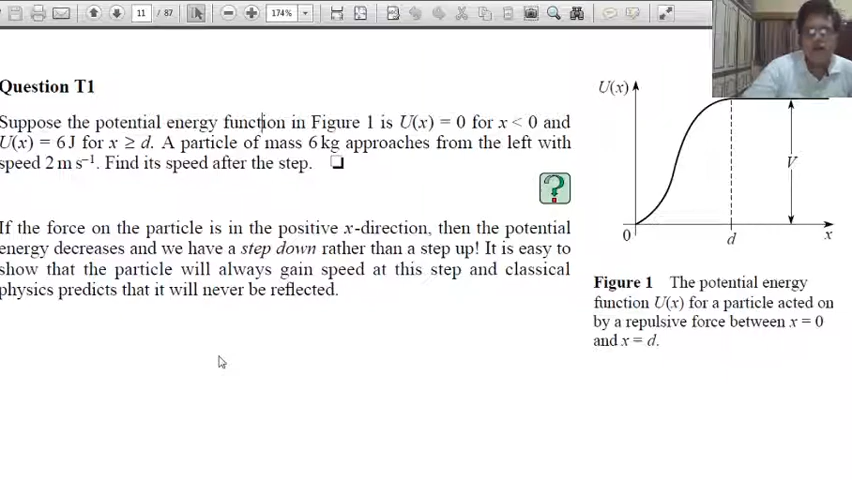 11 / 87
174%
Question T1
Suppose the potential energy function in Figure 1 is U(x) = 0 for x < 0 and
U(x) = 6 J for x ≥ d. A particle of mass 6 kg approaches from the left with
speed 2 m s⁻¹. Find its speed after the step. ❏
?
If the force on the particle is in the positive x-direction, then the potential
energy decreases and we have a step down rather than a step up! It is easy to
show that the particle will always gain speed at this step and classical
physics predicts that it will never be reflected.
U(x)
V
0
d
x
Figure 1 The potential energy
function U(x) for a particle acted on
by a repulsive force between x = 0
and x = d.